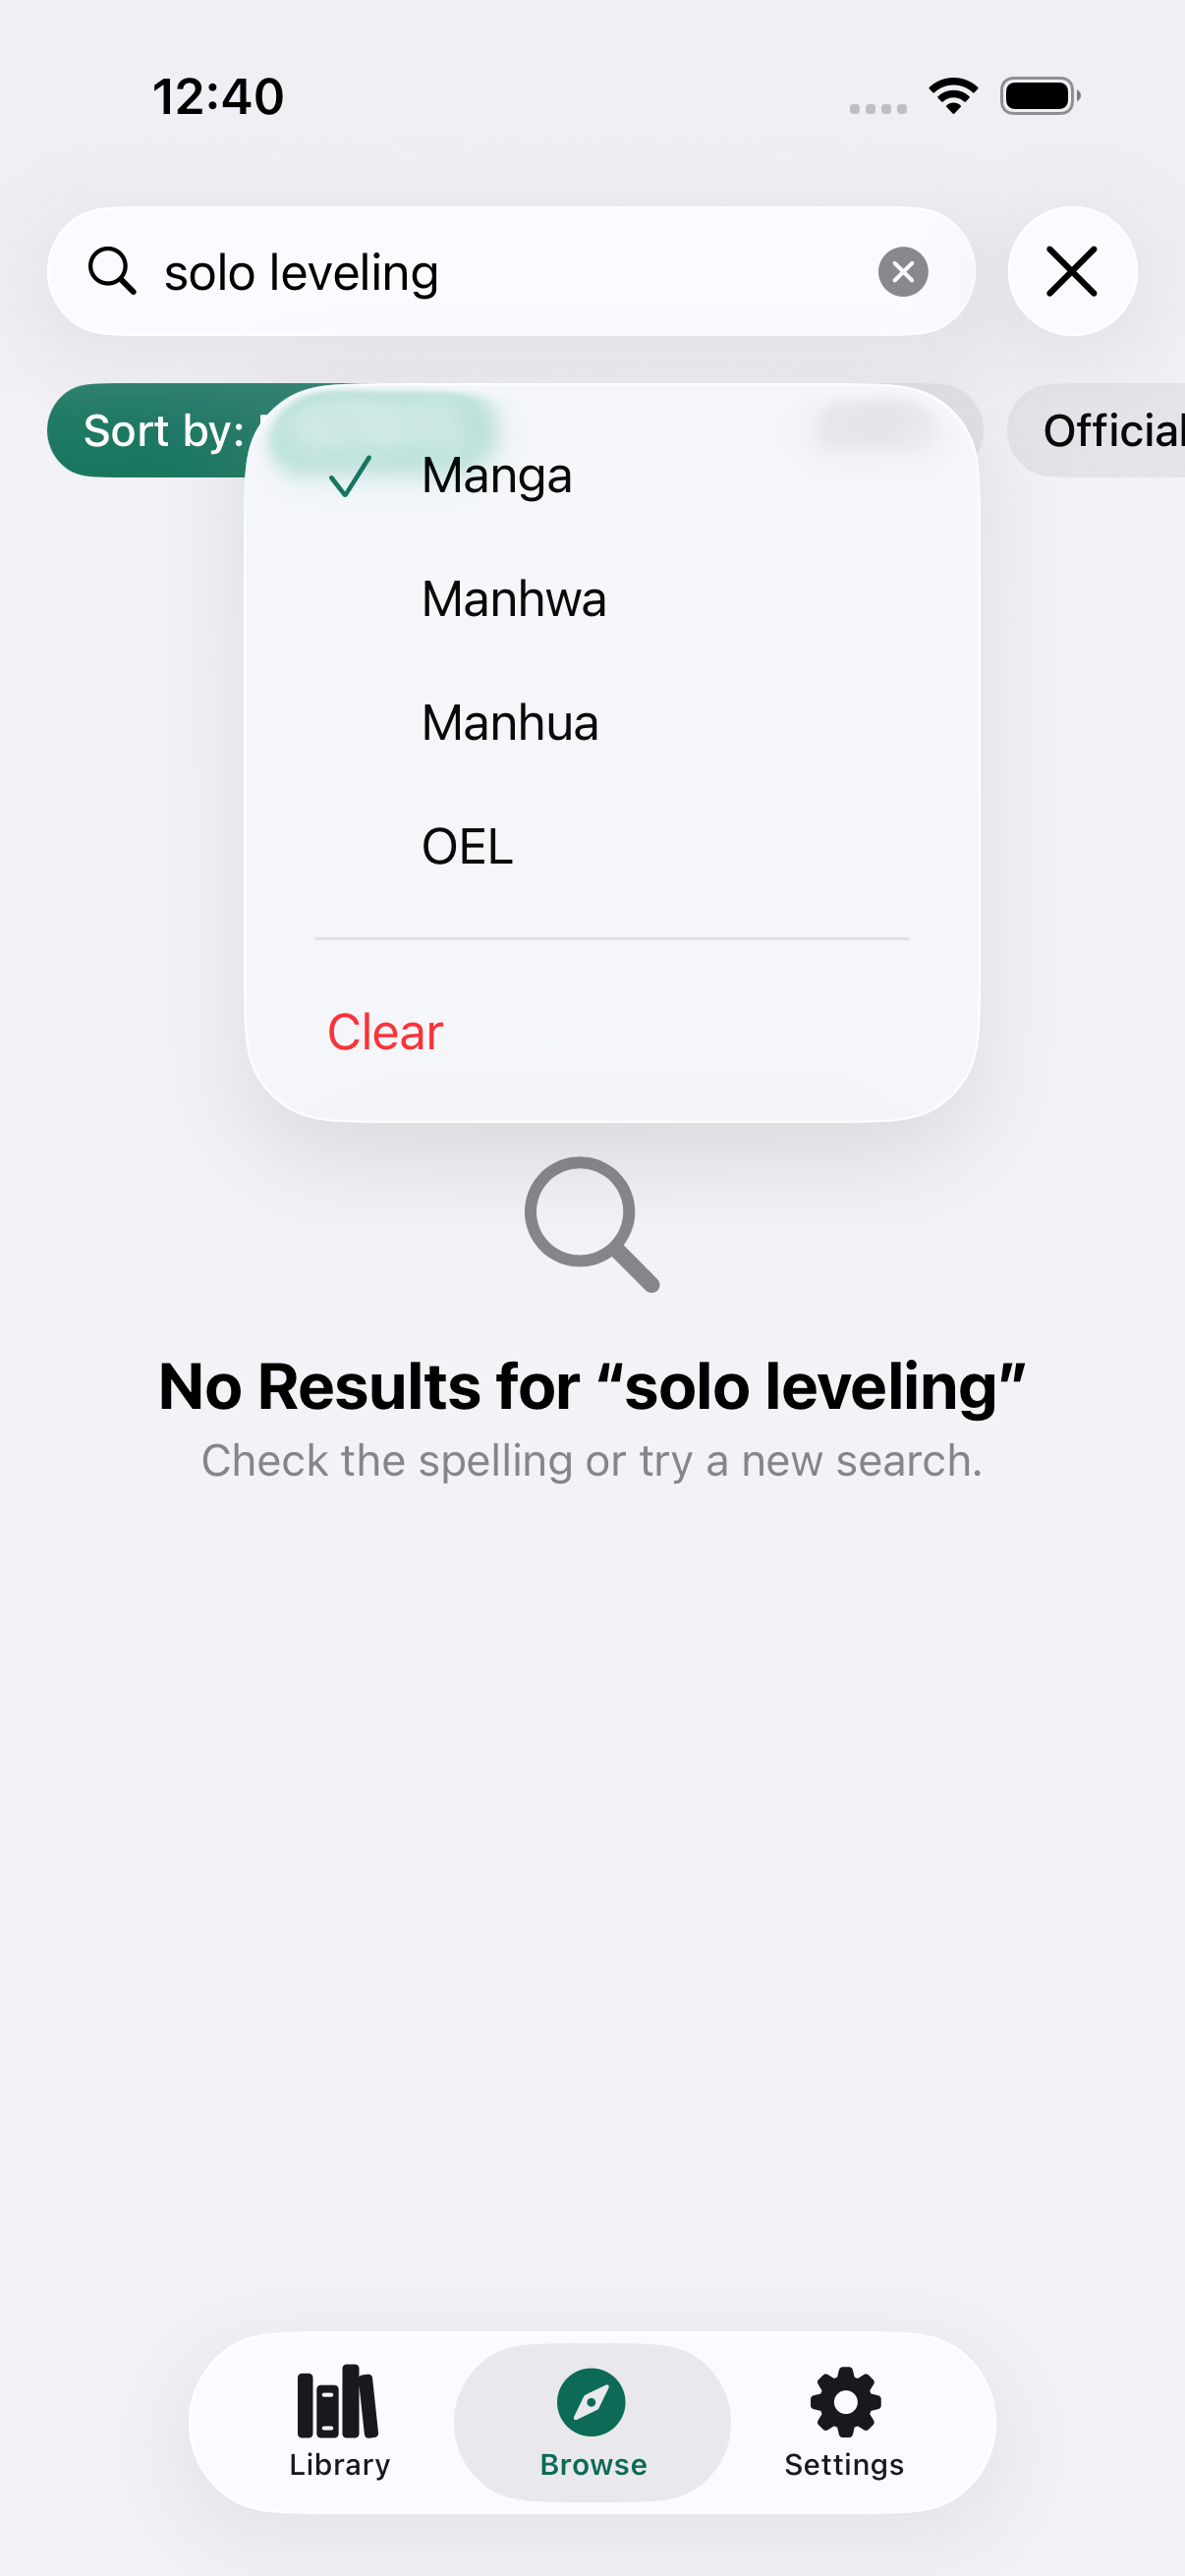 12:40
solo leveling
Sort by:
Official
Manga
Manhwa
Manhua
OEL
Clear
No Results for “solo leveling”
Check the spelling or try a new search.
Library
Browse
Settings